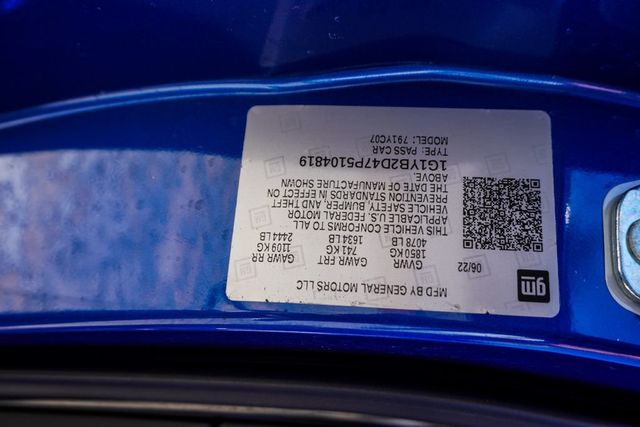 gm
MFD BY GENERAL MOTORS LLC
06/22 GVWR GAWR FRT GAWR RR
1850 KG 741 KG 1109 KG
4078 LB 1634 LB 2444 LB
THIS VEHICLE CONFORMS TO ALL
APPLICABLE U.S. FEDERAL MOTOR
VEHICLE SAFETY, BUMPER, AND THEFT
PREVENTION STANDARDS IN EFFECT ON
THE DATE OF MANUFACTURE SHOWN
ABOVE.
1G1YB2D47P5104819
TYPE: PASS CAR
MODEL: 791YC07